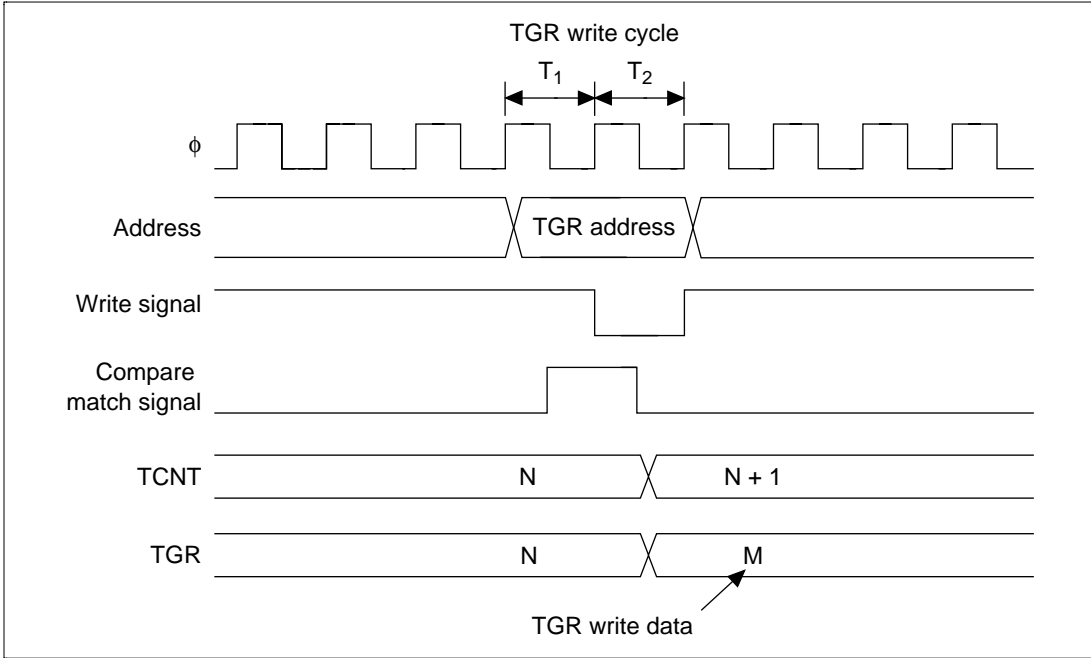 TGR write cycle
T1 T2
φ
Address TGR address
Write signal
Compare
match signal
TCNT N N + 1
TGR N M
TGR write data